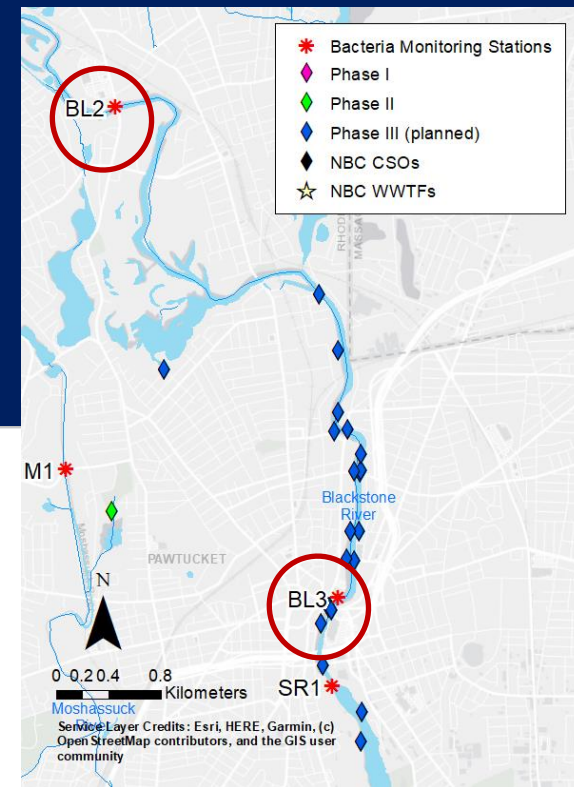 Bacteria Monitoring Stations
Phase I
Phase II
Phase III (planned)
NBC CSOs
NBC WWTFs
BL2
RHODE
MASSA
M1
Blackstone
River
PAWTUCKET
N
BL3
SR1
0 0.2 0.4 0.8
Kilometers
Moshassuck
River
Service Layer Credits: Esri, HERE, Garmin, (c)
OpenStreetMap contributors, and the GIS user
community